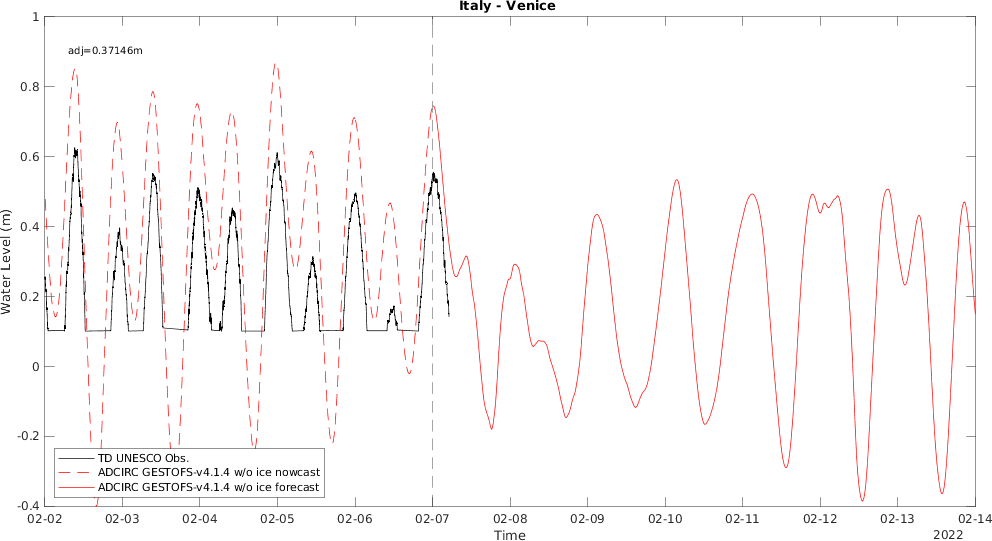 Italy - Venice
adj=0.37146m
Water Level (m)
1
0.8
0.6
0.4
0.2
0
-0.2
-0.4
TD UNESCO Obs.
ADCIRC GESTOFS-v4.1.4 w/o ice nowcast
ADCIRC GESTOFS-v4.1.4 w/o ice forecast
02-02 02-03 02-04 02-05 02-06 02-07 02-08 02-09 02-10 02-11 02-12 02-13 02-14
Time
2022